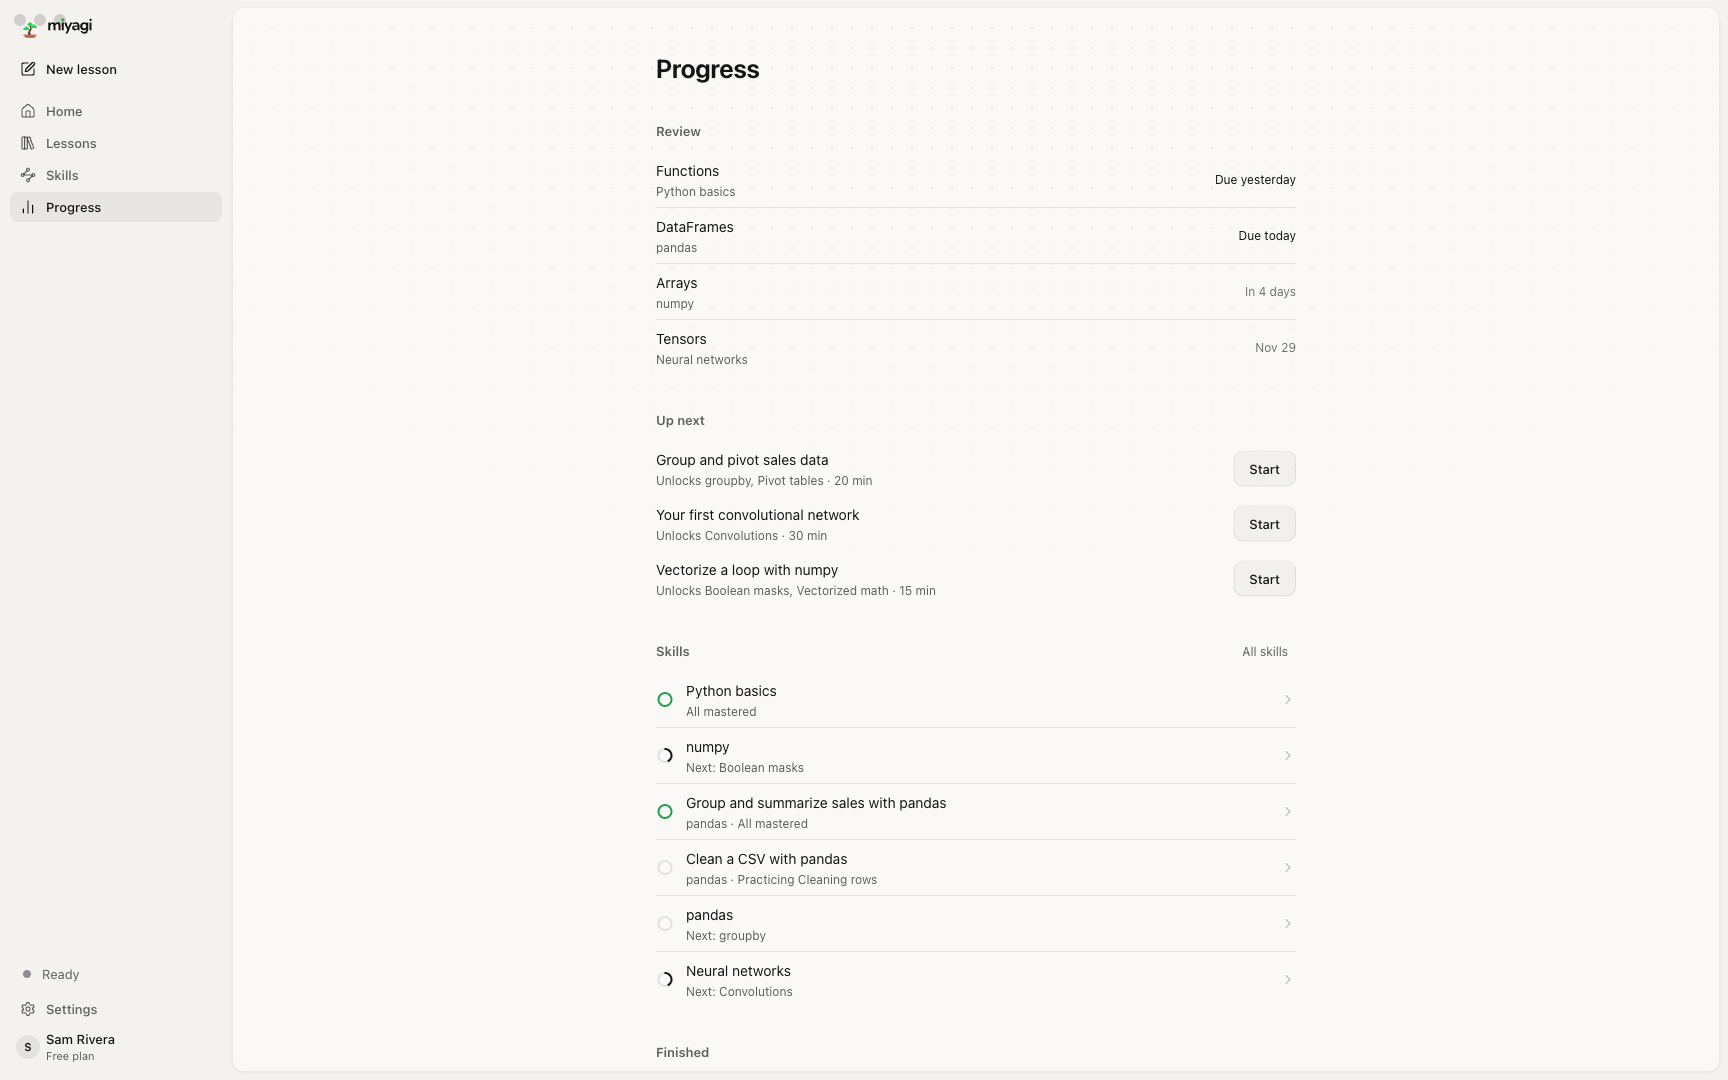 miyagi
New lesson
Home
Lessons
Skills
Progress
Ready
Settings
S
Sam Rivera
Free plan
Progress
Review
Functions
Python basics
Due yesterday
DataFrames
pandas
Due today
Arrays
numpy
In 4 days
Tensors
Neural networks
Nov 29
Up next
Group and pivot sales data
Unlocks groupby, Pivot tables · 20 min
Start
Your first convolutional network
Unlocks Convolutions · 30 min
Start
Vectorize a loop with numpy
Unlocks Boolean masks, Vectorized math · 15 min
Start
Skills
All skills
Python basics
All mastered
numpy
Next: Boolean masks
Group and summarize sales with pandas
pandas · All mastered
Clean a CSV with pandas
pandas · Practicing Cleaning rows
pandas
Next: groupby
Neural networks
Next: Convolutions
Finished